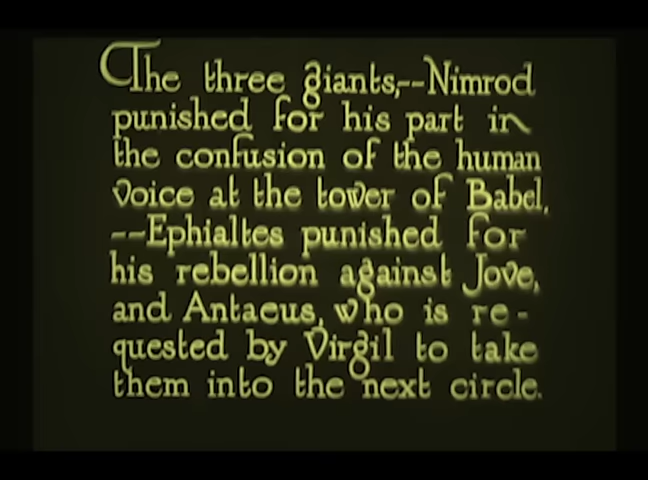 The three giants,--Nimrod
punished for his part in
the confusion of the human
voice at the tower of Babel,
--Ephialtes punished for
his rebellion against Jove,
and Antaeus, who is re-
quested by Virgil to take
them into the next circle.